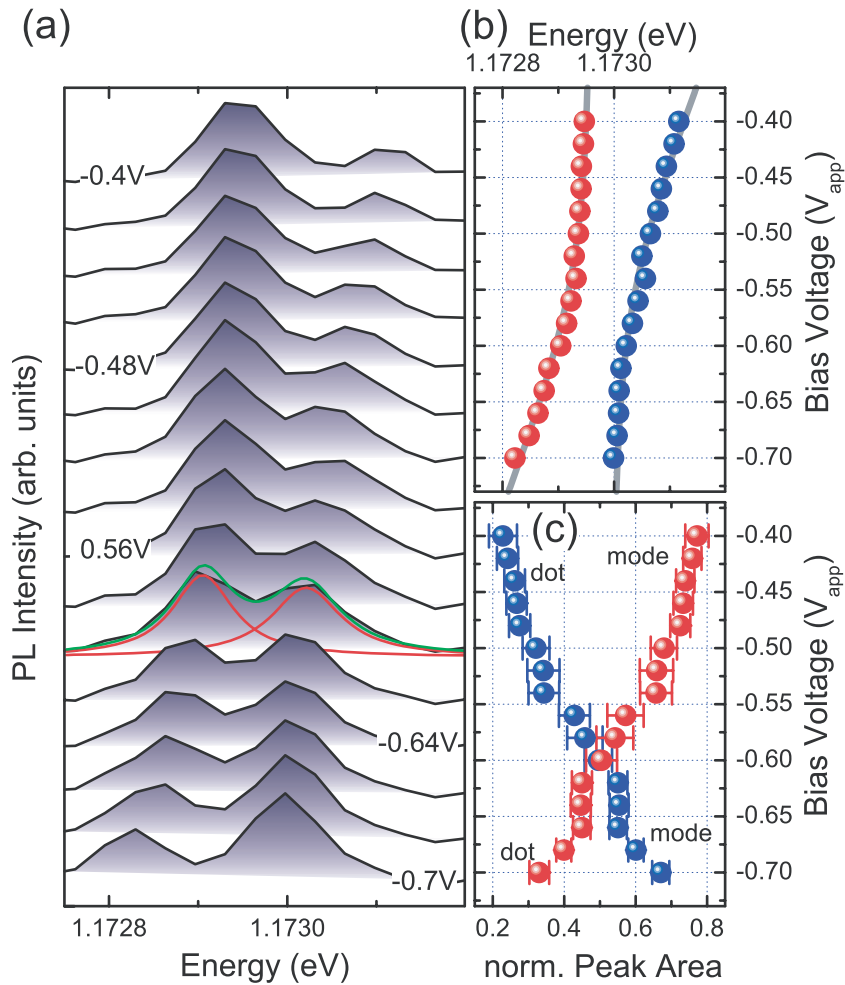 (a)
-0.4V
-0.48V
0.56V
-0.64V
-0.7V
PL Intensity (arb. units)
1.1728
1.1730
Energy (eV)
(b)
Energy (eV)
1.1728
1.1730
-0.40
-0.45
-0.50
-0.55
-0.60
-0.65
-0.70
Bias Voltage (Vapp)
(c)
dot
mode
dot
mode
-0.40
-0.45
-0.50
-0.55
-0.60
-0.65
-0.70
Bias Voltage (Vapp)
0.2
0.4
0.6
0.8
norm. Peak Area